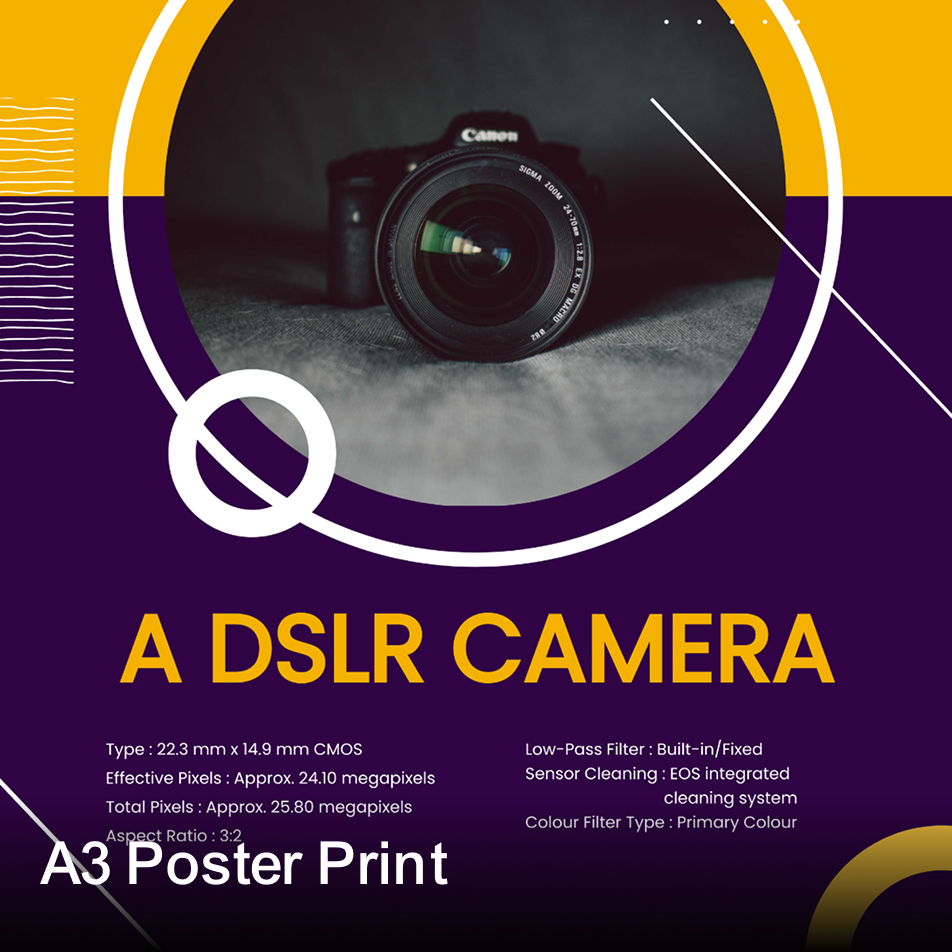 Canon
SIGMA ZOOM 24-70mm 1:2.8 EX DG MACRO Ø82
A DSLR CAMERA
Type : 22.3 mm x 14.9 mm CMOS
Effective Pixels : Approx. 24.10 megapixels
Total Pixels : Approx. 25.80 megapixels
Aspect Ratio : 3:2
Low-Pass Filter : Built-in/Fixed
Sensor Cleaning : EOS integrated
cleaning system
Colour Filter Type : Primary Colour
A3 Poster Print